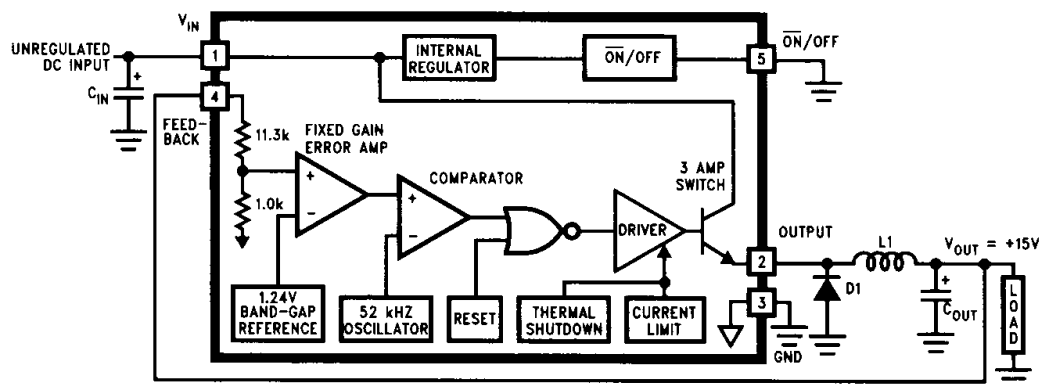 V_IN
UNREGULATED
DC INPUT
+
C_IN
1
4
FEED-
BACK
INTERNAL
REGULATOR
O̅N̅/OFF
5
O̅N̅/OFF
11.3k
1.0k
FIXED GAIN
ERROR AMP
+
−
COMPARATOR
+
−
3 AMP
SWITCH
DRIVER
1.24V
BAND-GAP
REFERENCE
52 kHZ
OSCILLATOR
RESET
THERMAL
SHUTDOWN
CURRENT
LIMIT
OUTPUT
2
3
GND
D1
L1
V_OUT = +15V
+
C_OUT
LOAD